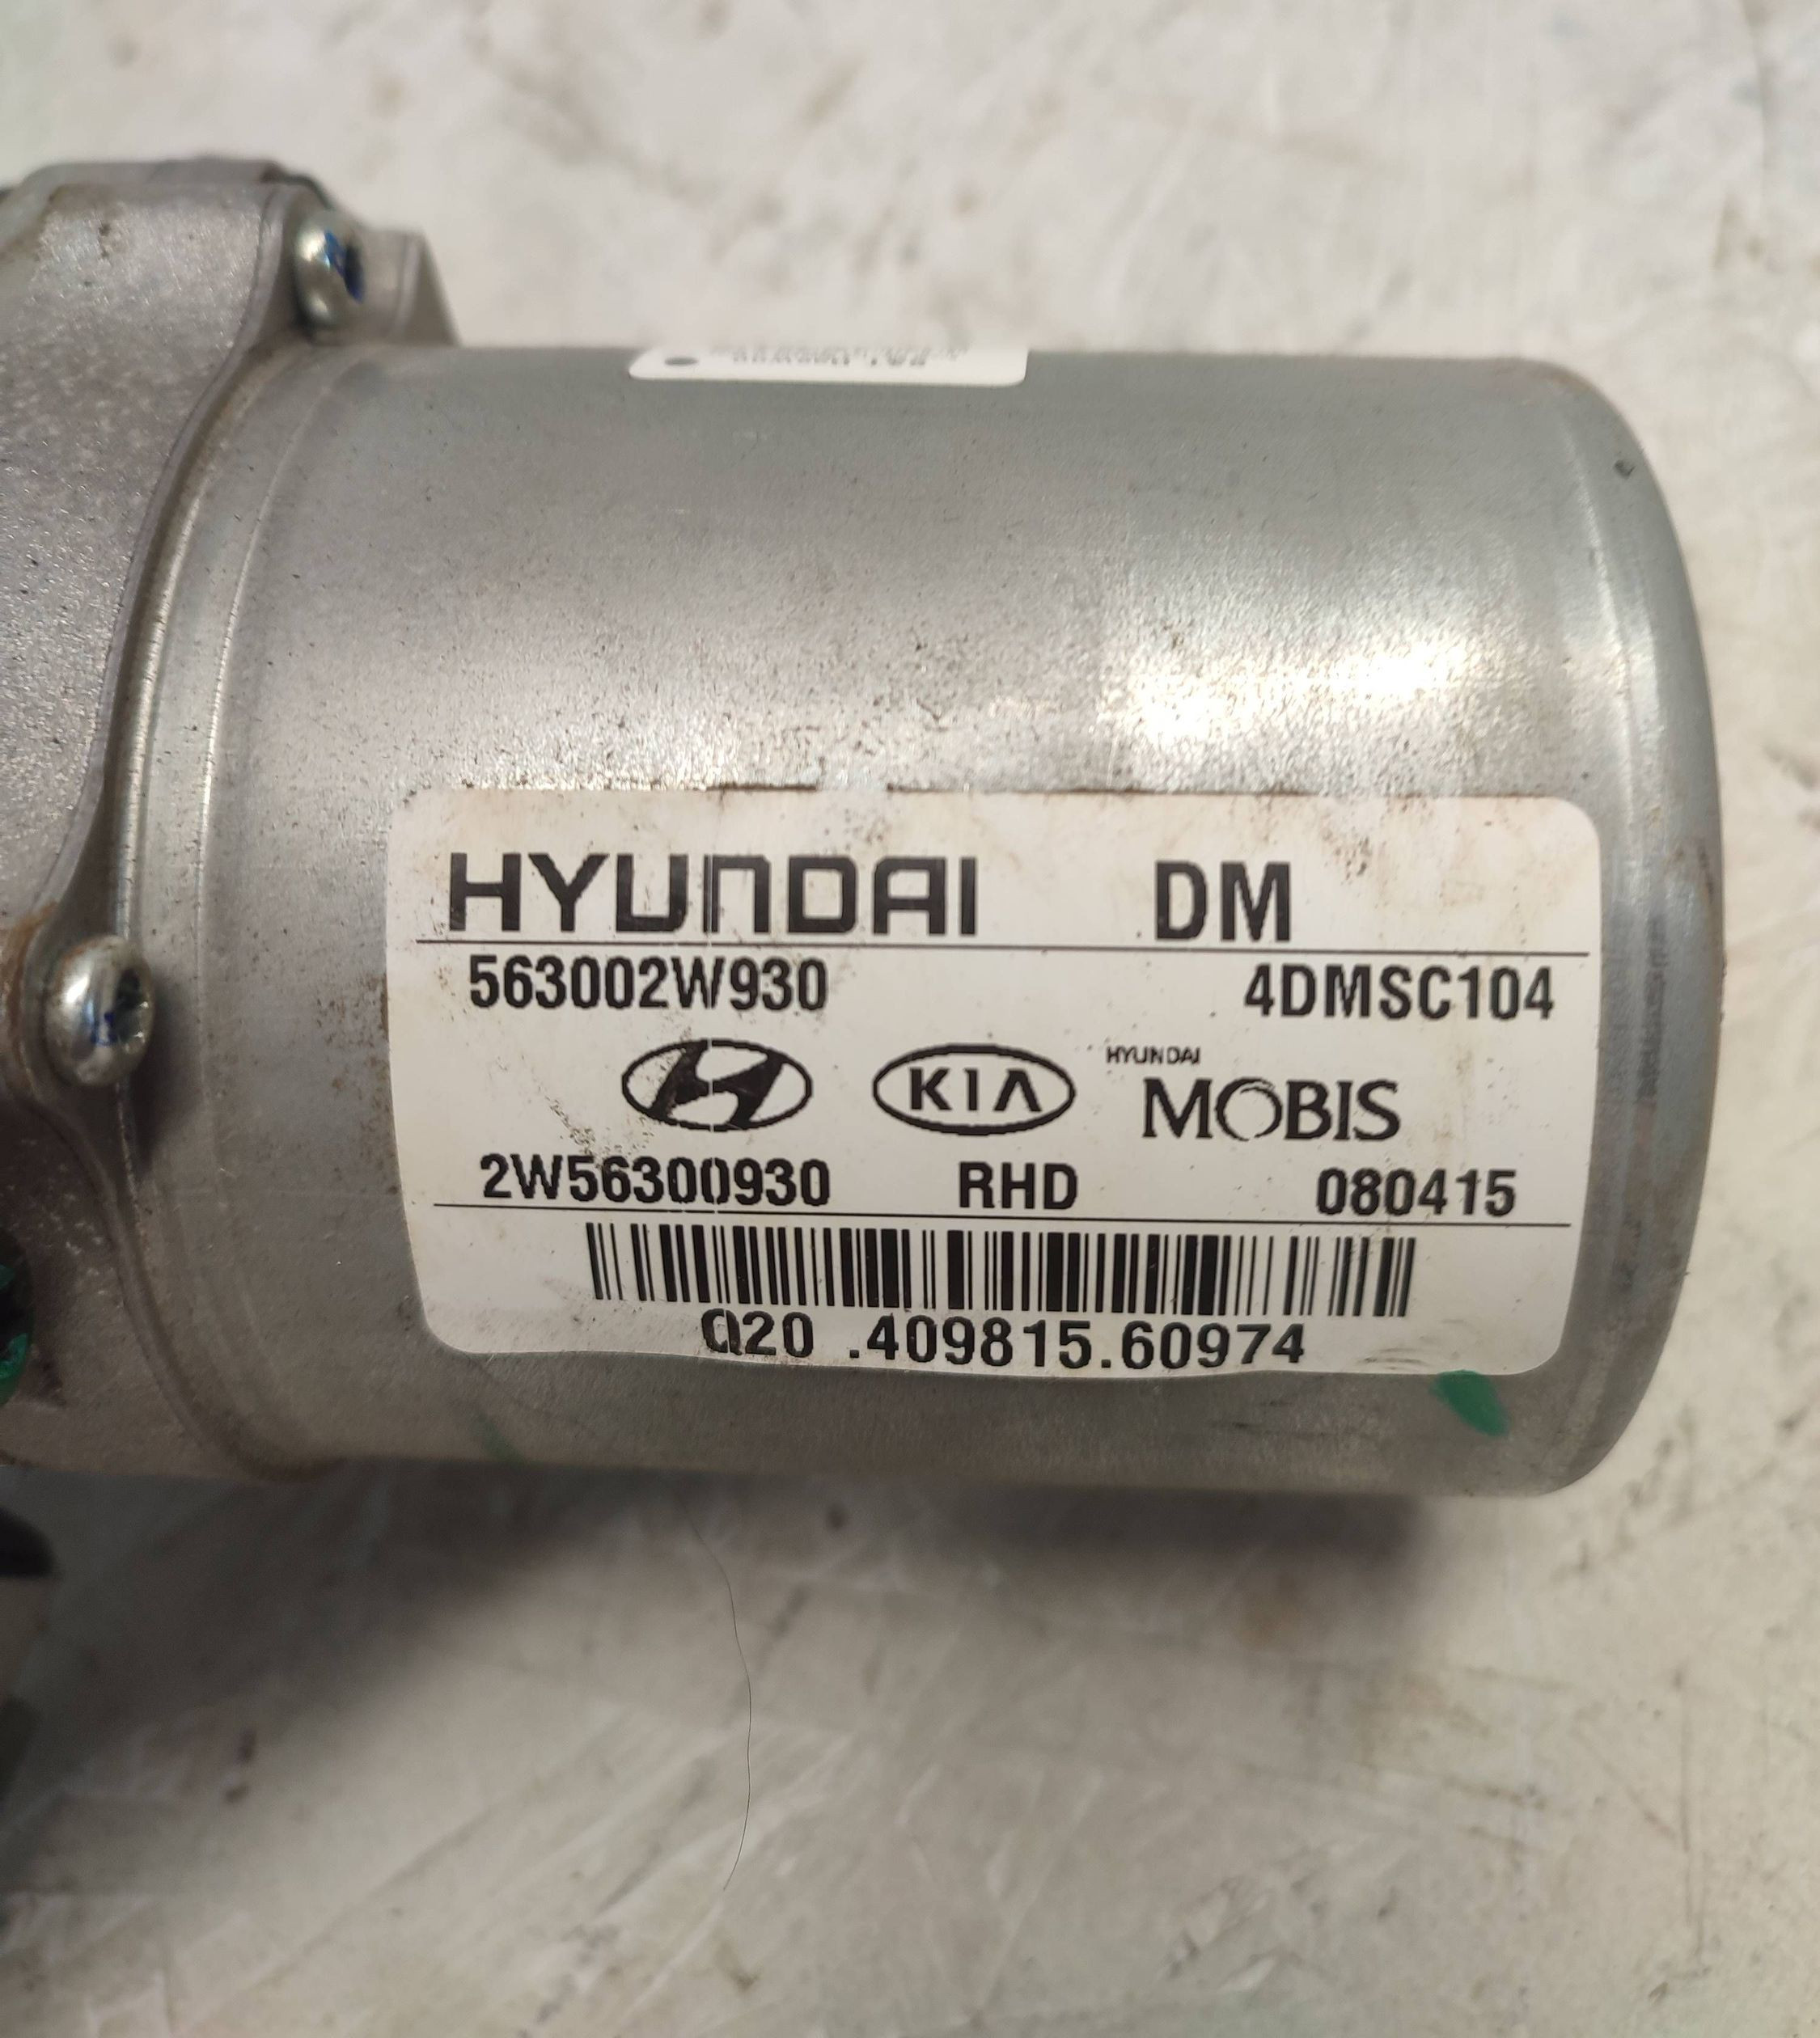 HYUNDAI DM
563002W930 4DMSC104
KIA HYUNDAI MOBIS
2W56300930 RHD 080415
Q20 .409815.60974